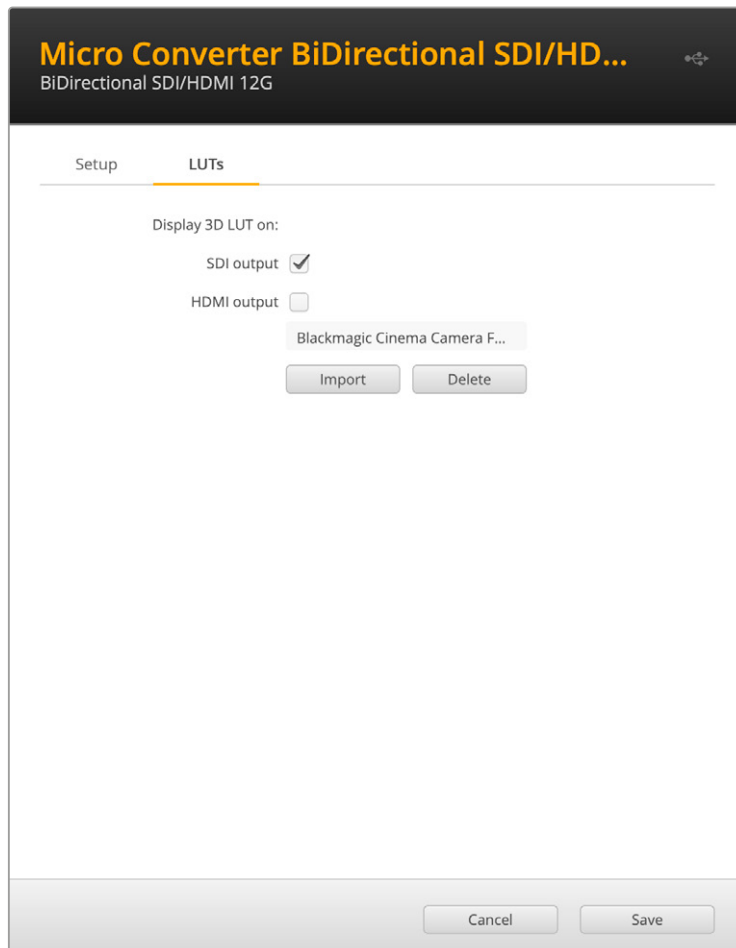 Micro Converter BiDirectional SDI/HD...
BiDirectional SDI/HDMI 12G
Setup LUTs
Display 3D LUT on:
SDI output
HDMI output
Blackmagic Cinema Camera F...
Import Delete
Cancel Save